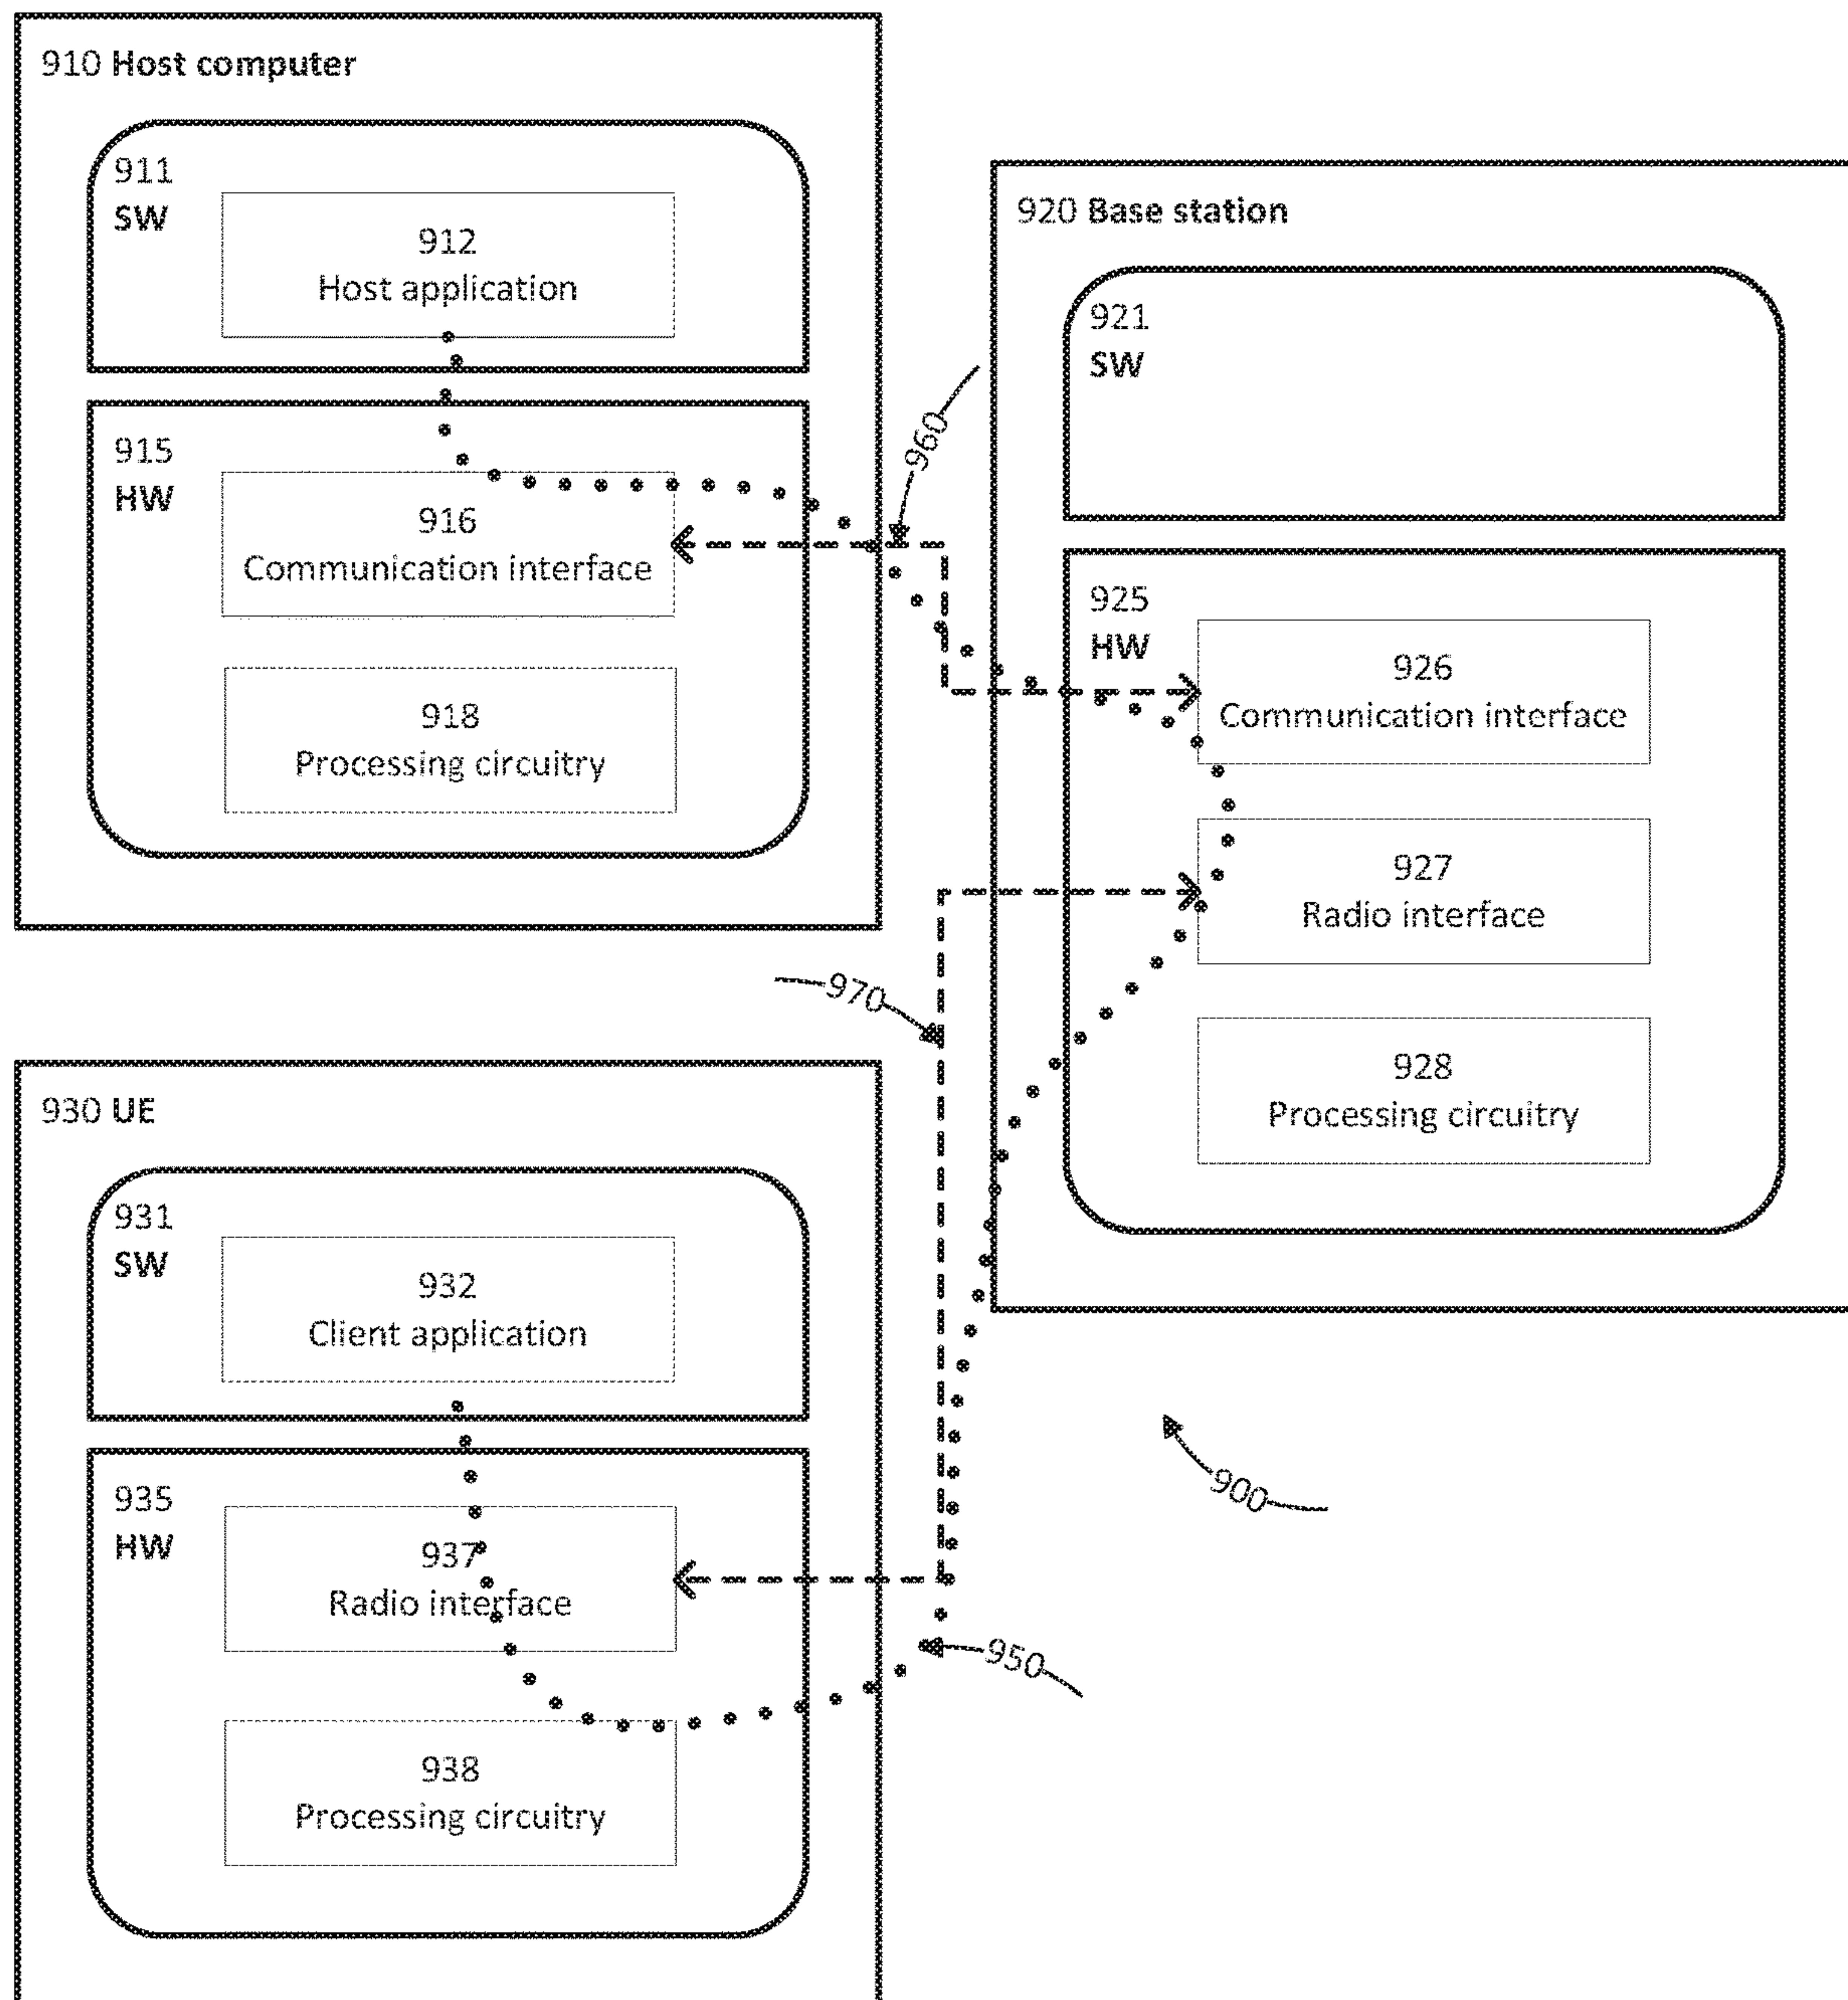 910 Host computer
911
SW
912
Host application
915
HW
916
Communication interface
918
Processing circuitry
960
920 Base station
921
SW
925
HW
926
Communication interface
927
Radio interface
928
Processing circuitry
970
930 UE
931
SW
932
Client application
935
HW
937
Radio interface
938
Processing circuitry
950
900